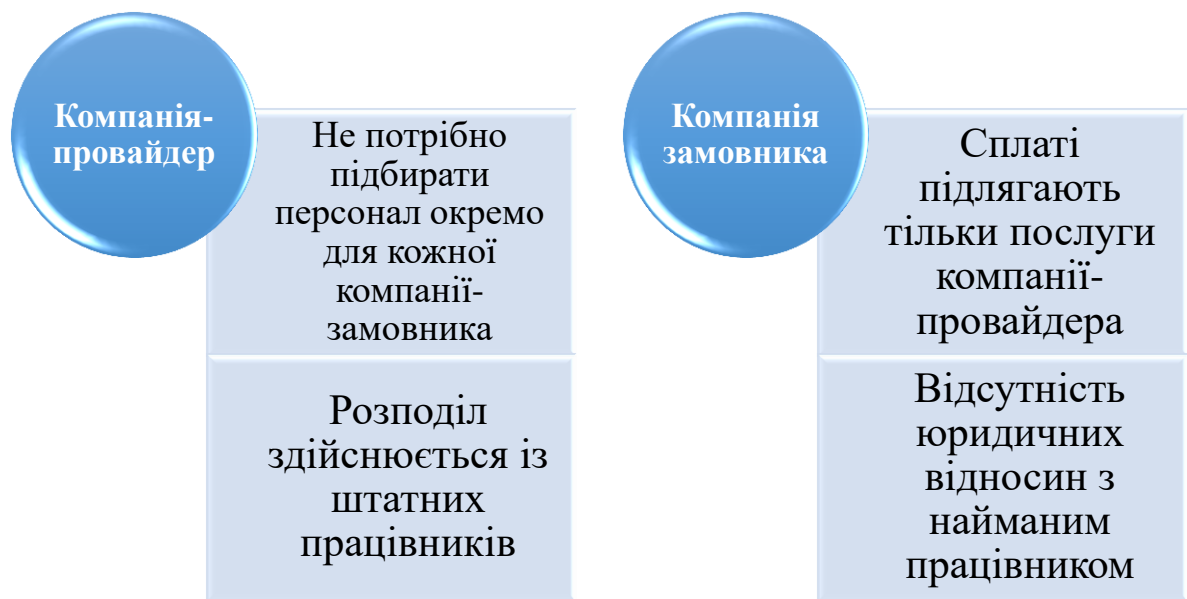 Компанія-
провайдер
Не потрібно
підбирати
персонал окремо
для кожної
компанії-
замовника
Розподіл
здійснюється із
штатних
працівників
Компанія
замовника
Сплаті
підлягають
тільки послуги
компанії-
провайдера
Відсутність
юридичних
відносин з
найманим
працівником